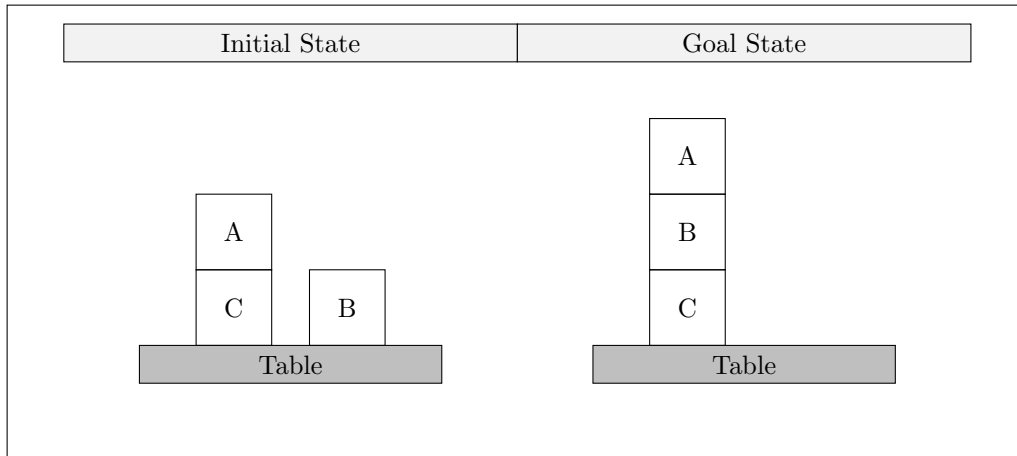 Initial State Goal State
A
A B
C B C
Table Table